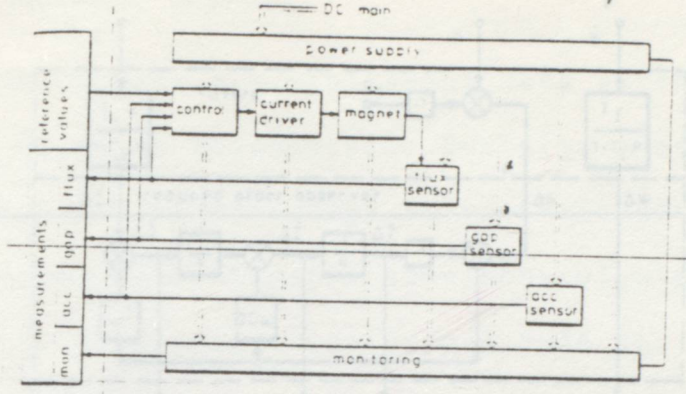 DC main
power supply
reference
values
control
current
driver
magnet
flux
flux
sensor
measurements
gap
gap
sensor
acc
acc
sensor
mon
monitoring